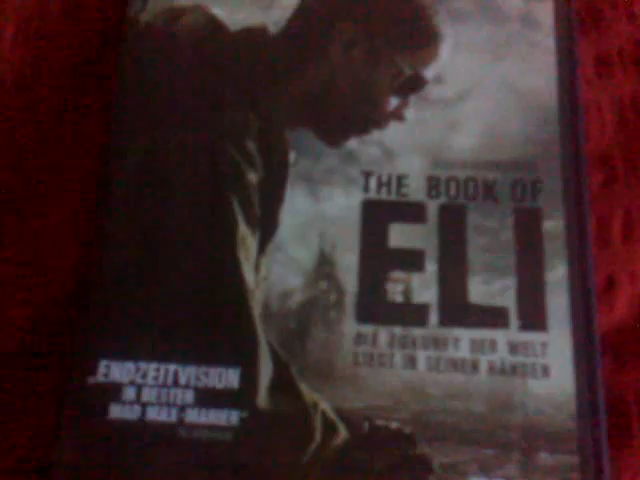 THE BOOK OF
ELI
DIE ZUKUNFT DER WELT
LIEGT IN SEINEN HÄNDEN
„ENDZEITVISION
IN BESTER
MAD MAX-MANIER“